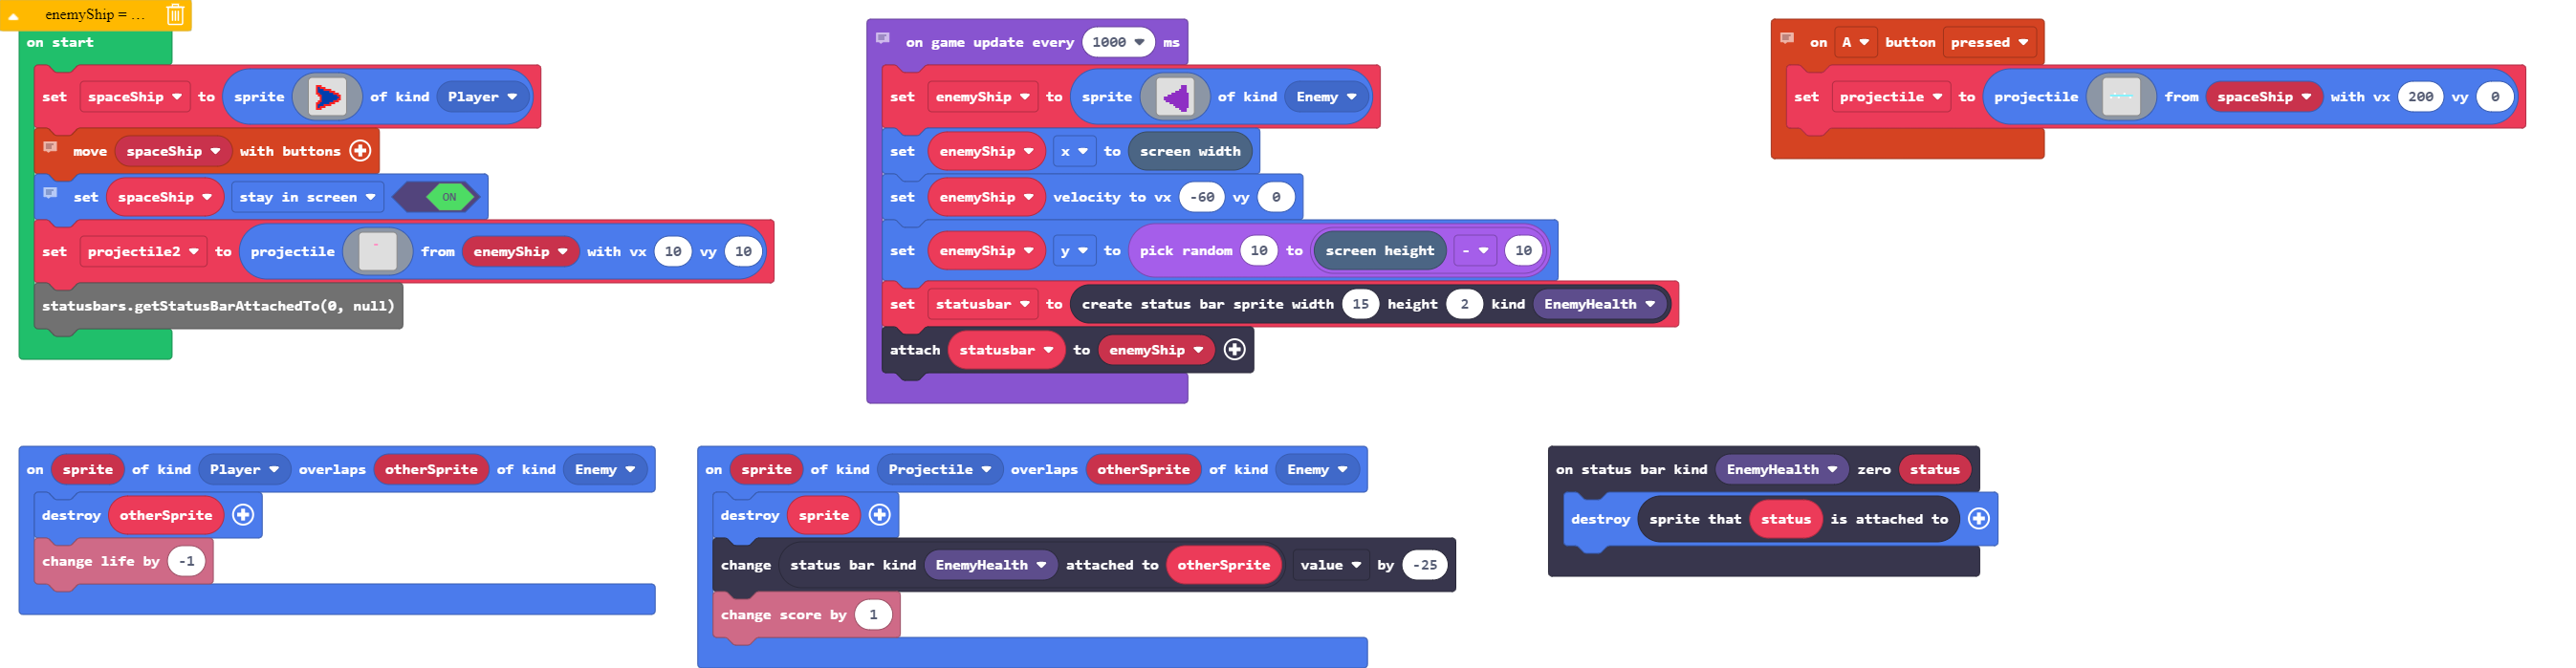 enemyShip = ...
on start
set spaceShip to sprite of kind Player
move spaceShip with buttons
set spaceShip stay in screen ON
set projectile2 to projectile from enemyShip with vx 10 vy 10
statusbars.getStatusBarAttachedTo(0, null)
on game update every 1000 ms
set enemyShip to sprite of kind Enemy
set enemyShip x to screen width
set enemyShip velocity to vx -60 vy 0
set enemyShip y to pick random 10 to screen height - 10
set statusbar to create status bar sprite width 15 height 2 kind EnemyHealth
attach statusbar to enemyShip
on A button pressed
set projectile to projectile from spaceShip with vx 200 vy 0
on sprite of kind Player overlaps otherSprite of kind Enemy
destroy otherSprite
change life by -1
on sprite of kind Projectile overlaps otherSprite of kind Enemy
destroy sprite
change status bar kind EnemyHealth attached to otherSprite value by -25
change score by 1
on status bar kind EnemyHealth zero status
destroy sprite that status is attached to